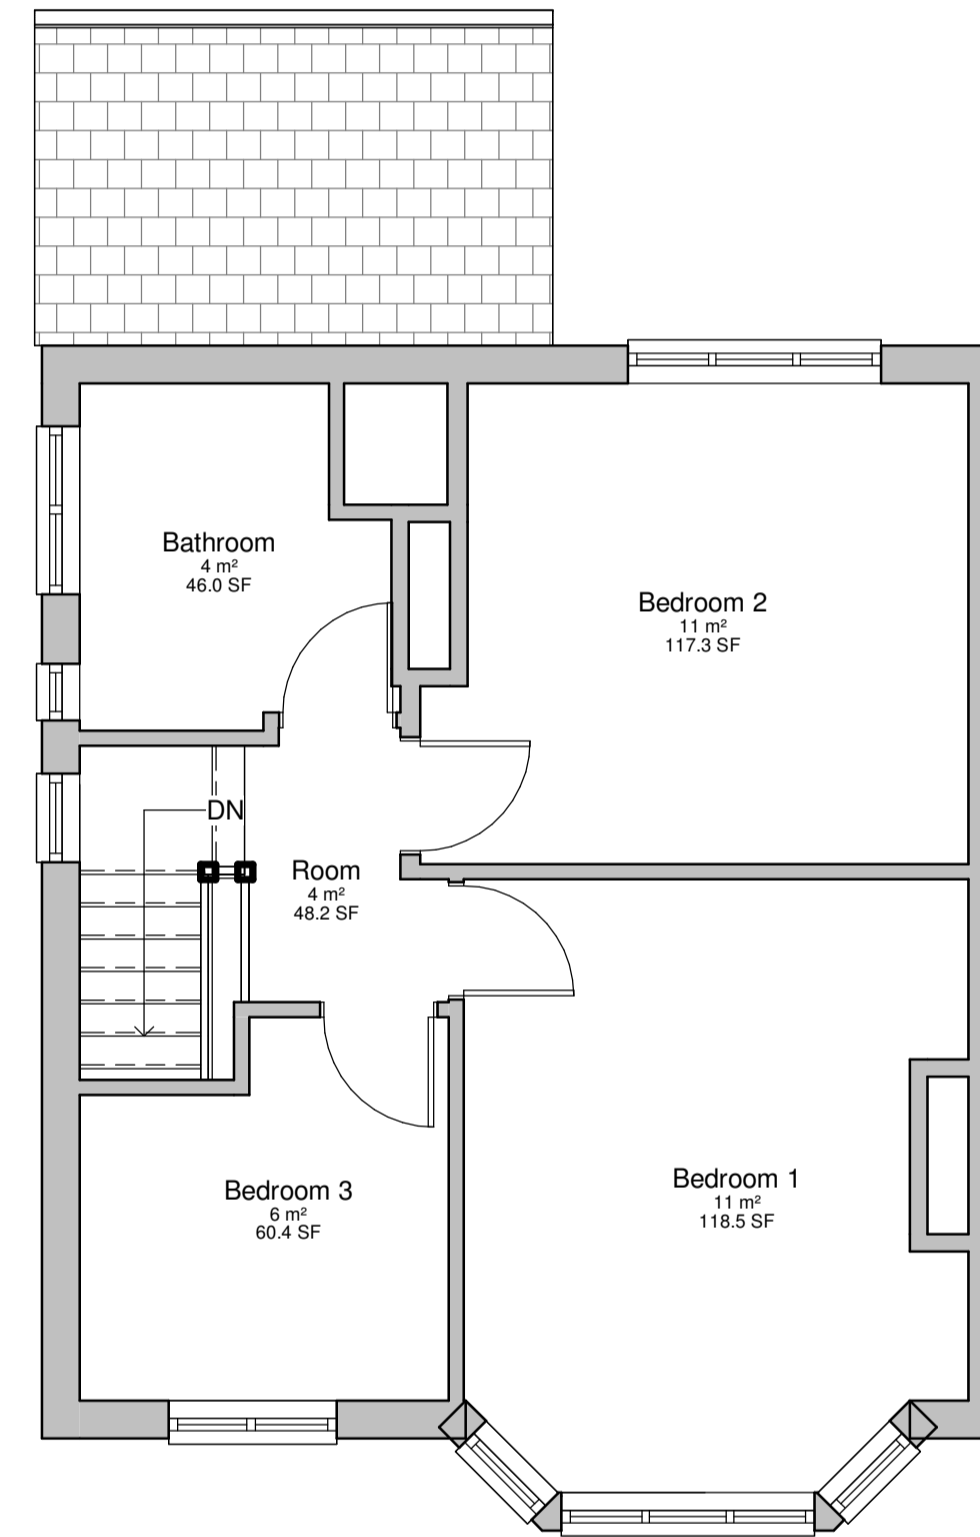 Bathroom
4 m²
46.0 SF
Bedroom 2
11 m²
117.3 SF
DN
Room
4 m²
48.2 SF
Bedroom 3
6 m²
60.4 SF
Bedroom 1
11 m²
118.5 SF